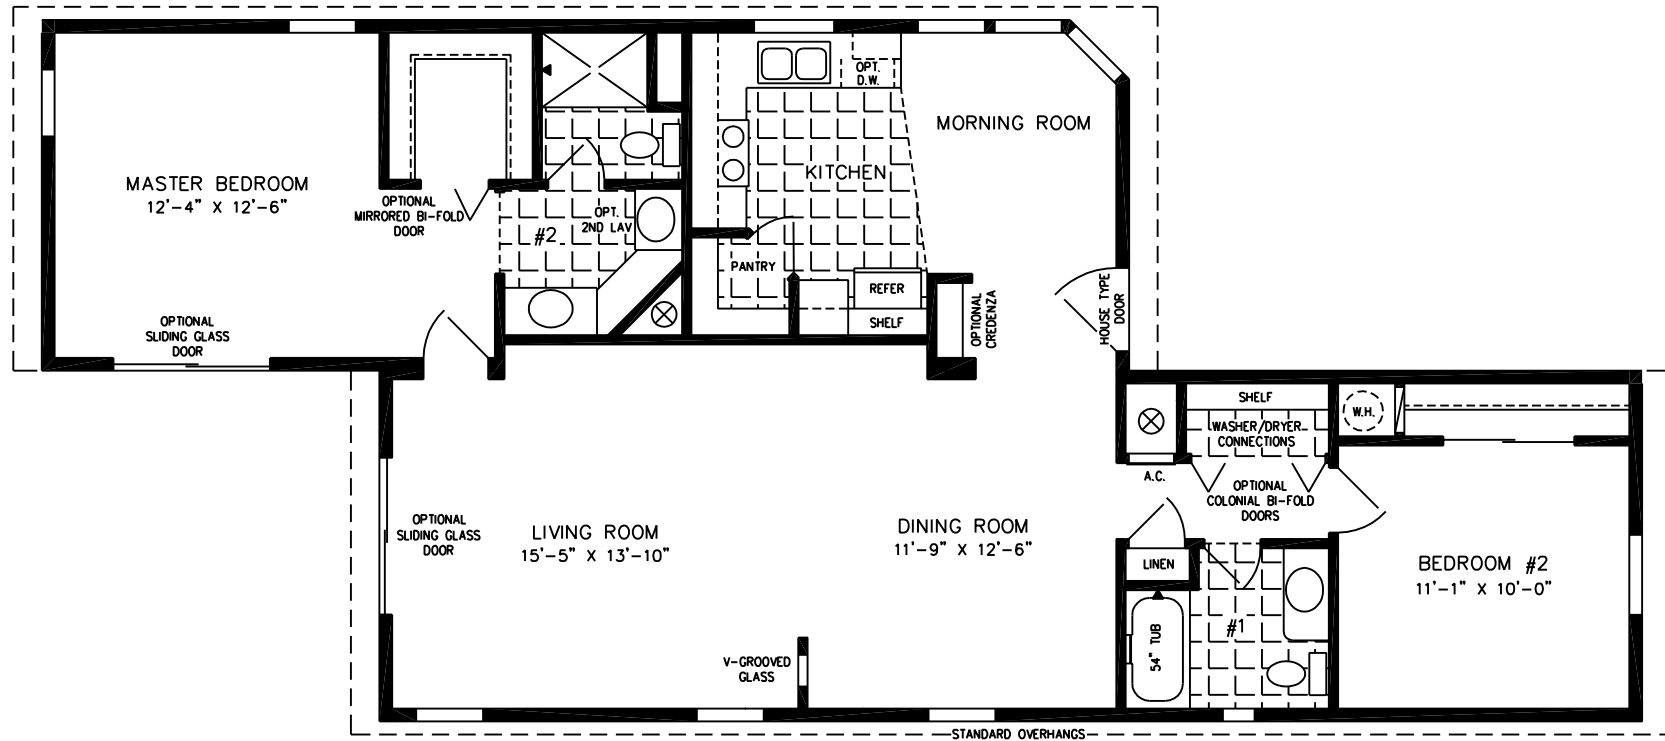 MASTER BEDROOM
12'-4" X 12'-6"
OPTIONAL
MIRRORED BI-FOLD
DOOR
OPTIONAL
SLIDING GLASS
DOOR
#2
OPT.
2ND LAV
OPT.
D.W.
KITCHEN
PANTRY
REFER
SHELF
MORNING ROOM
OPTIONAL
CREDENZA
HOUSE TYPE
DOOR
OPTIONAL
SLIDING GLASS
DOOR
LIVING ROOM
15'-5" X 13'-10"
V-GROOVED
GLASS
DINING ROOM
11'-9" X 12'-6"
SHELF
WASHER/DRYER
CONNECTIONS
W.H.
A.C.
OPTIONAL
COLONIAL BI-FOLD
DOORS
LINEN
54" TUB
#1
BEDROOM #2
11'-1" X 10'-0"
STANDARD OVERHANGS